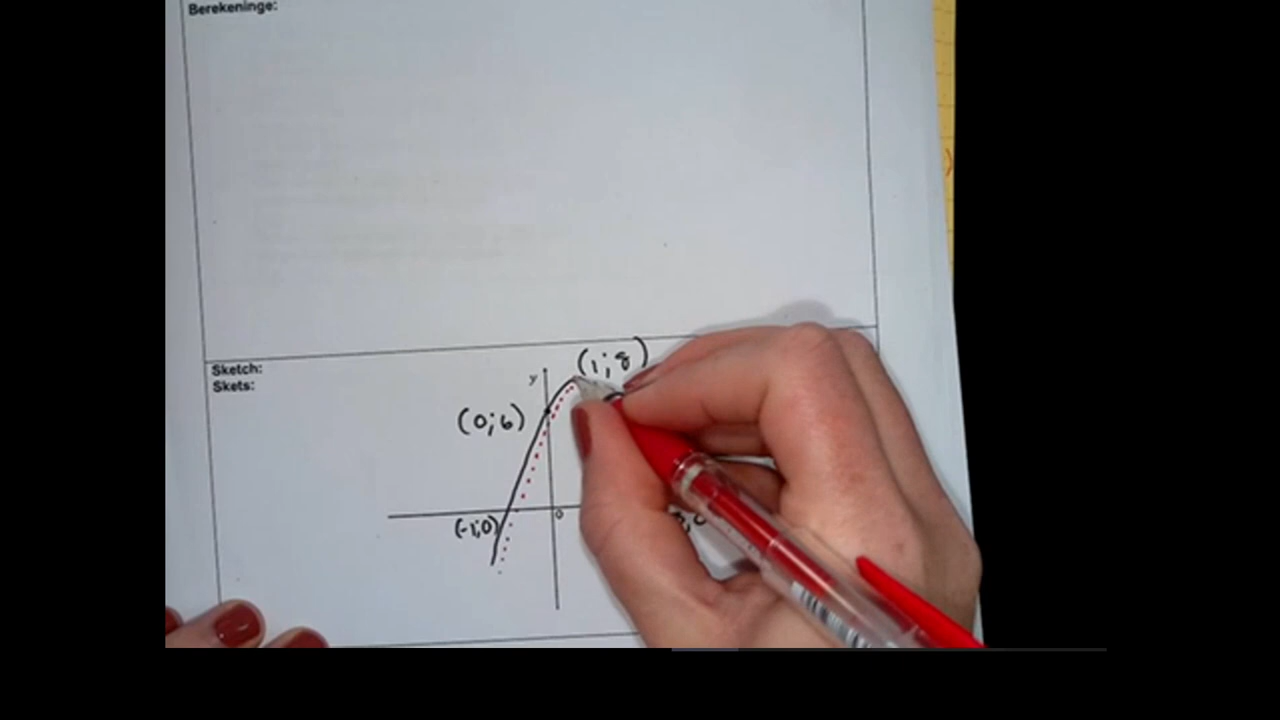 Berekeninge:
Sketch:
Skets:
y
(1;8)
(0;6)
(-1;0)
0